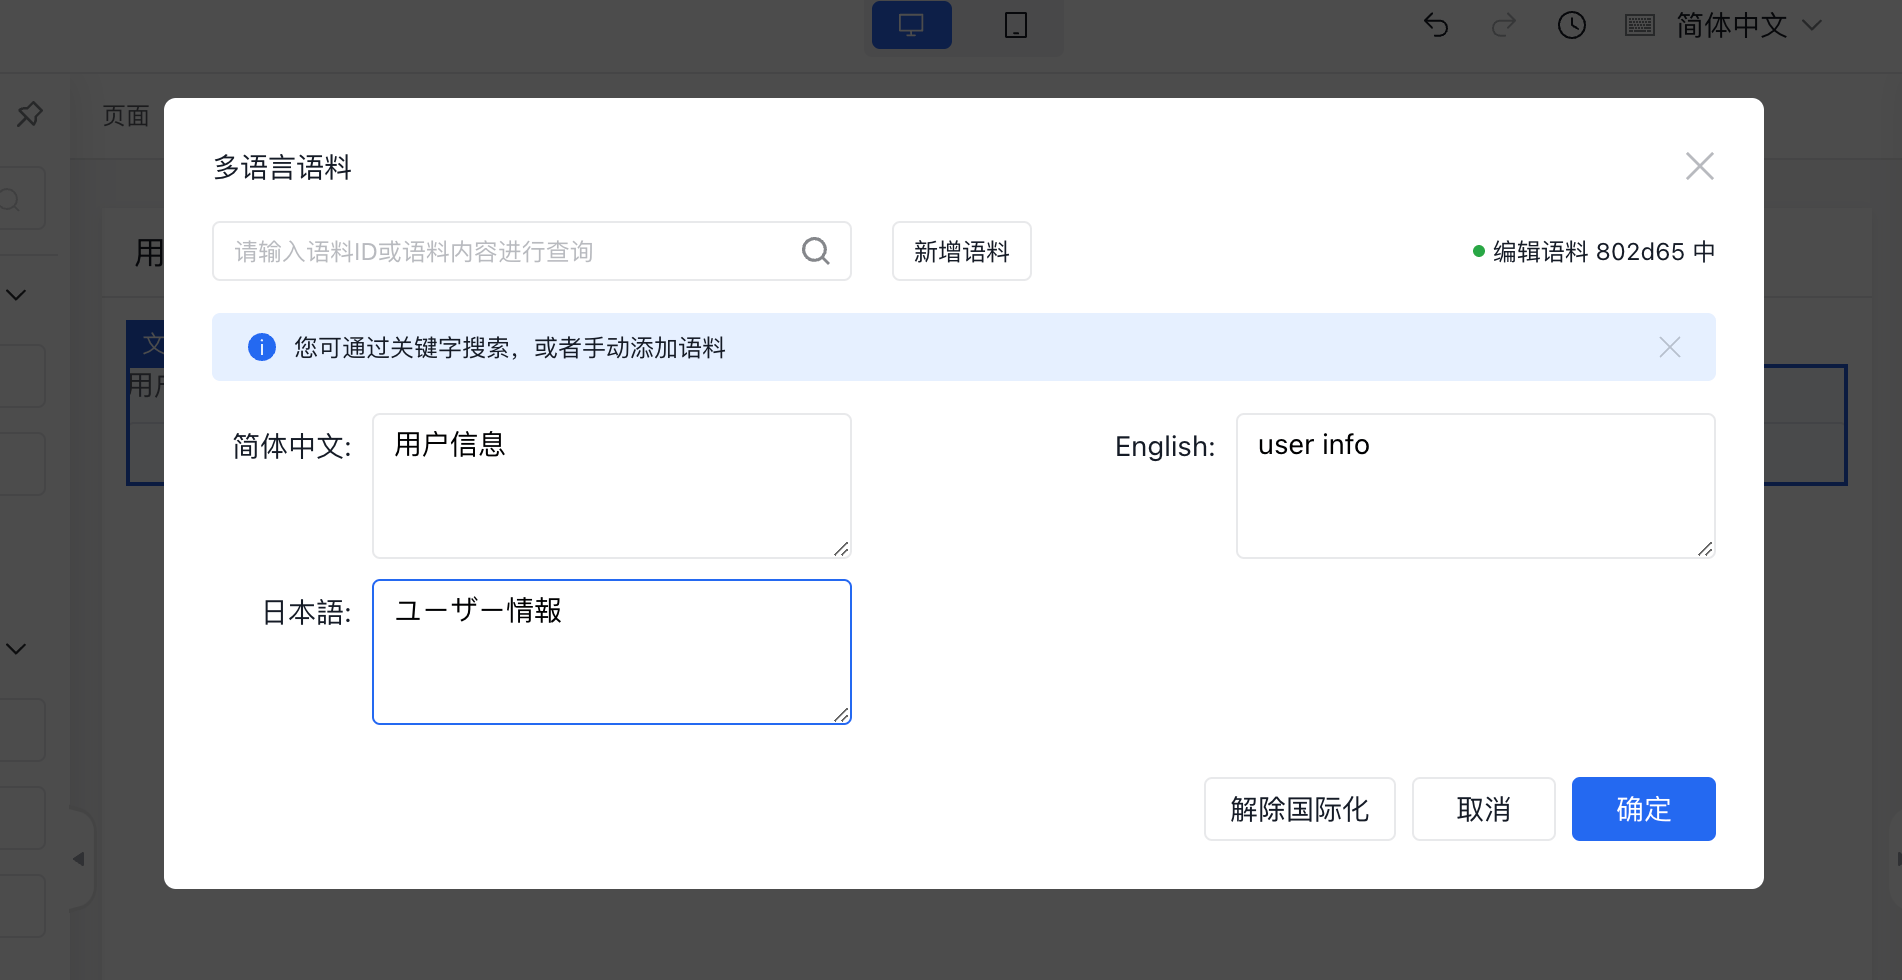 简体中文
页面
多语言语料
请输入语料ID或语料内容进行查询
新增语料
编辑语料 802d65 中
用
文
您可通过关键字搜索，或者手动添加语料
用户
简体中文:
用户信息
English:
user info
日本語:
ユーザー情報
解除国际化
取消
确定